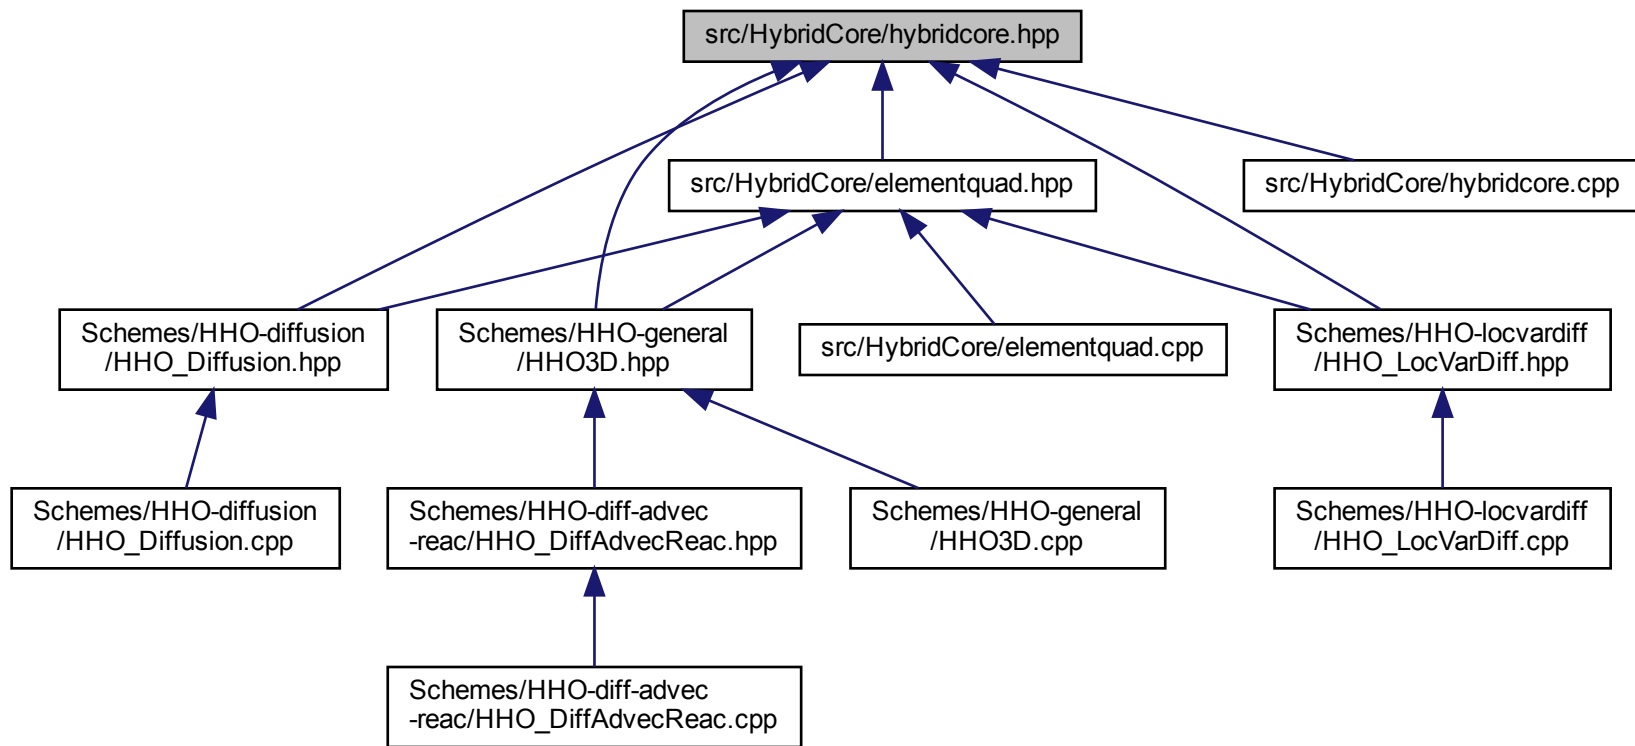 src/HybridCore/hybridcore.hpp
src/HybridCore/elementquad.hpp
src/HybridCore/hybridcore.cpp
Schemes/HHO-diffusion
/HHO_Diffusion.hpp
Schemes/HHO-general
/HHO3D.hpp
src/HybridCore/elementquad.cpp
Schemes/HHO-locvardiff
/HHO_LocVarDiff.hpp
Schemes/HHO-diffusion
/HHO_Diffusion.cpp
Schemes/HHO-diff-advec
-reac/HHO_DiffAdvecReac.hpp
Schemes/HHO-general
/HHO3D.cpp
Schemes/HHO-locvardiff
/HHO_LocVarDiff.cpp
Schemes/HHO-diff-advec
-reac/HHO_DiffAdvecReac.cpp